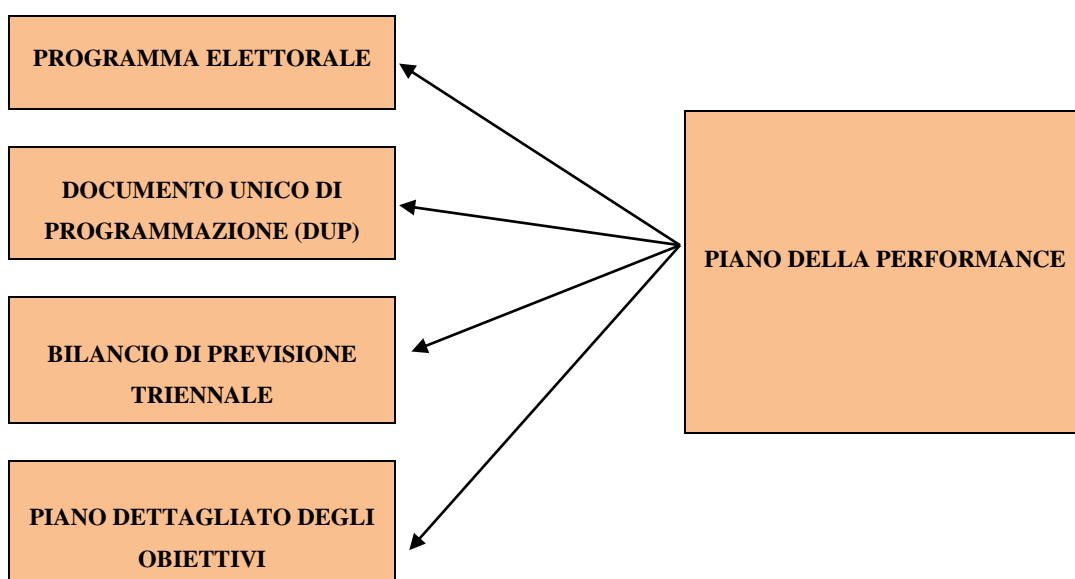 PROGRAMMA ELETTORALE
DOCUMENTO UNICO DI
PROGRAMMAZIONE (DUP)
BILANCIO DI PREVISIONE
TRIENNALE
PIANO DETTAGLIATO DEGLI
OBIETTIVI
PIANO DELLA PERFORMANCE